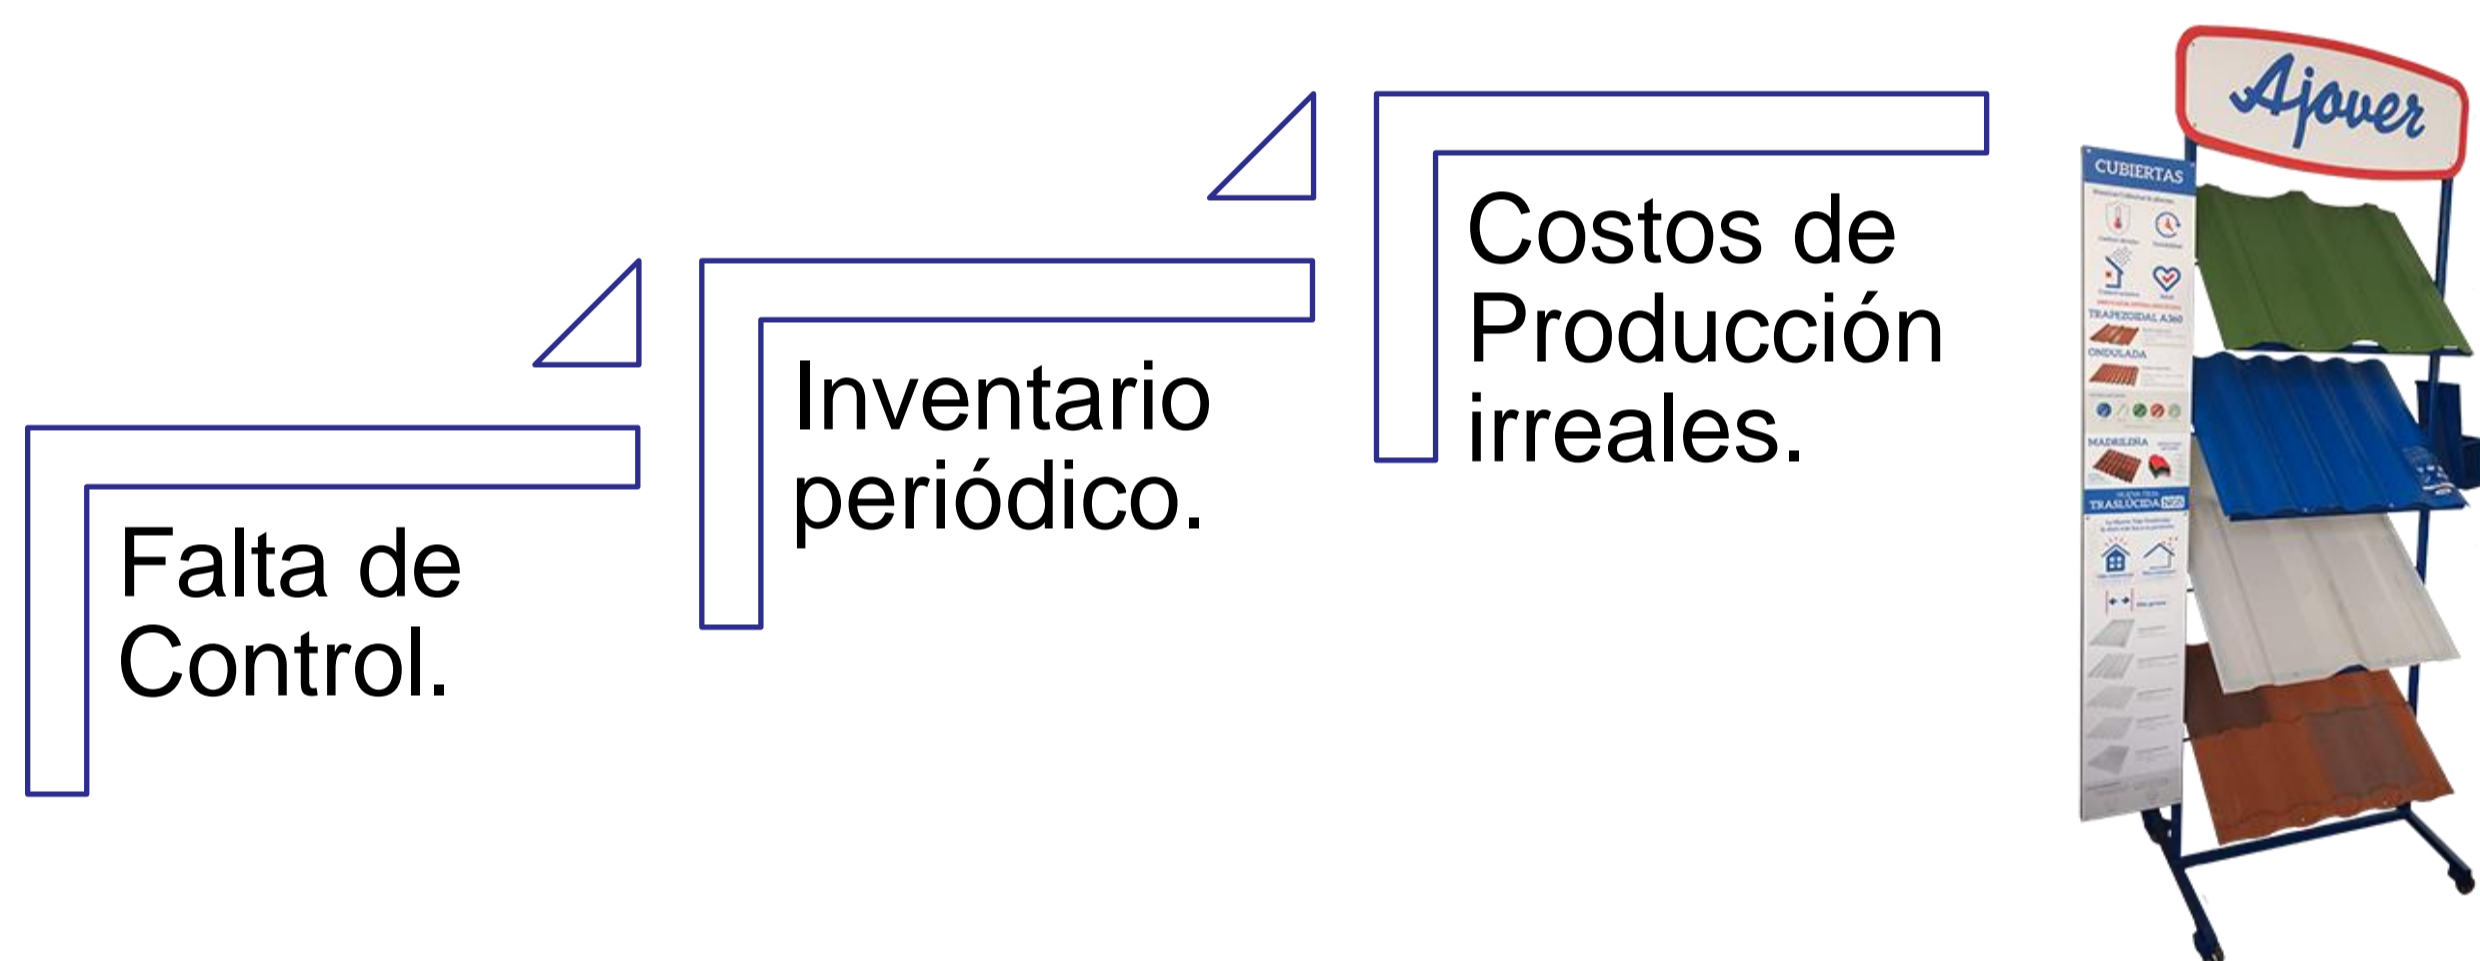 Falta de
Control.
Inventario
periódico.
Costos de
Producción
irreales.
Ajover
CUBIERTAS
TRAPEZOIDAL A360
ONDULADA
MADRILEÑA
TRASLÚCIDA